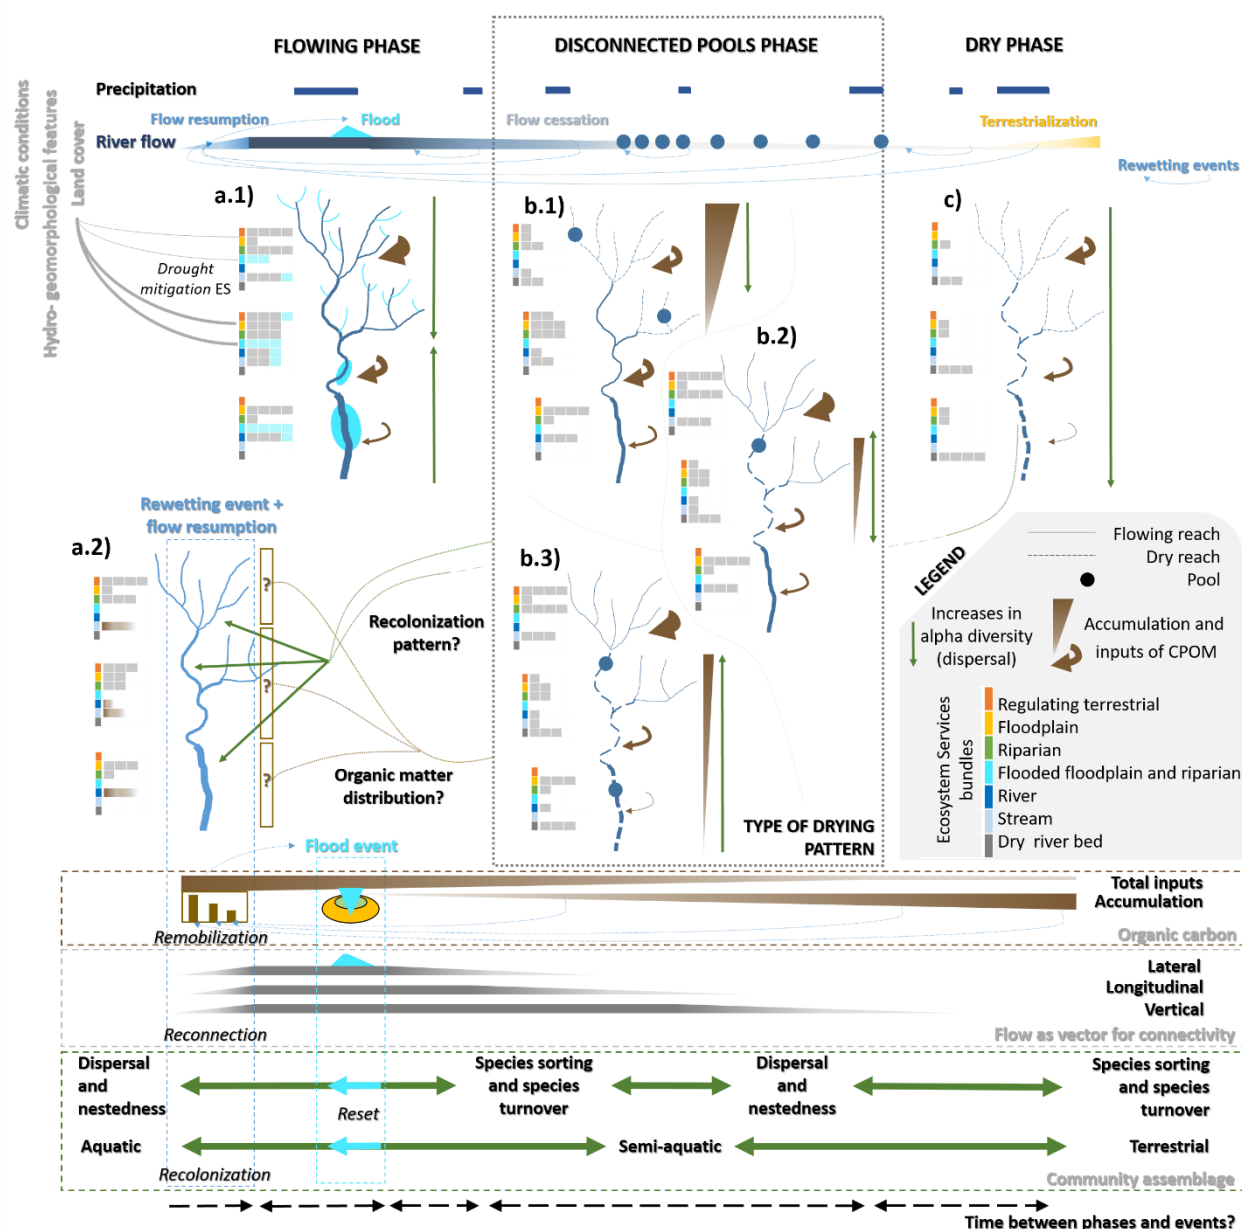 FLOWING PHASE
DISCONNECTED POOLS PHASE
DRY PHASE
Climatic conditions
Hydro- geomorphological features
Land cover
Precipitation
Flow resumption
Flood
Flow cessation
Terrestrialization
River flow
Rewetting events
a.1)
b.1)
c)
Drought
mitigation ES
b.2)
Rewetting event +
flow resumption
a.2)
b.3)
?
?
?
Recolonization
pattern?
Organic matter
distribution?
TYPE OF DRYING
PATTERN
LEGEND
Flowing reach
Dry reach
Pool
Increases in
alpha diversity
(dispersal)
Accumulation and
inputs of CPOM
Ecosystem Services
bundles
Regulating terrestrial
Floodplain
Riparian
Flooded floodplain and riparian
River
Stream
Dry river bed
Flood event
Total inputs
Accumulation
Remobilization
Organic carbon
Lateral
Longitudinal
Vertical
Reconnection
Flow as vector for connectivity
Dispersal
and
nestedness
Species sorting
and species
turnover
Dispersal
and
nestedness
Species sorting
and species
turnover
Reset
Aquatic
Semi-aquatic
Terrestrial
Recolonization
Community assemblage
Time between phases and events?